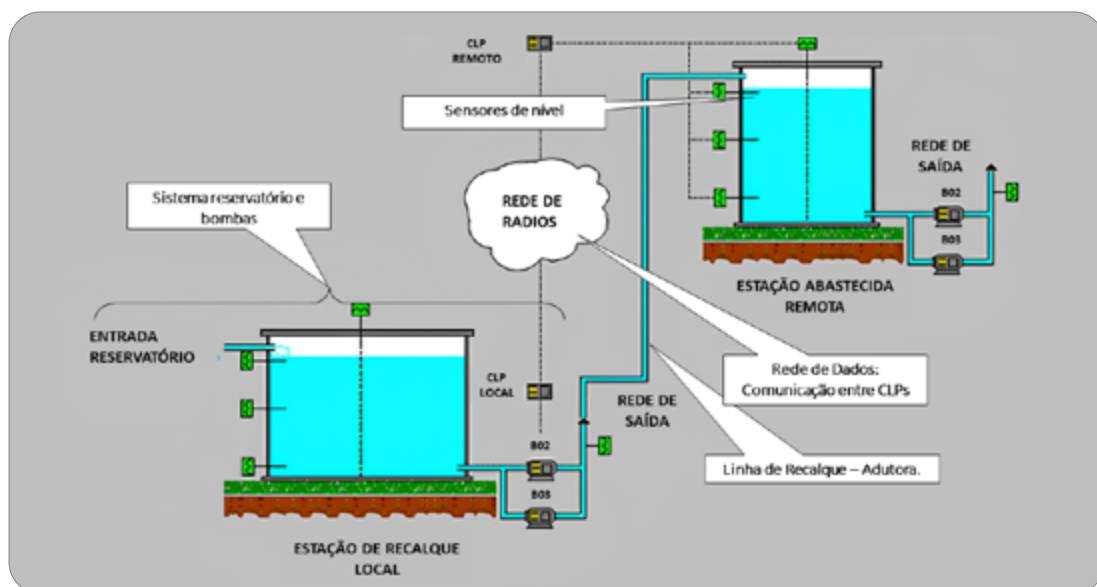 CLP
REMOTO
Sensores de nível
REDE DE
SAÍDA
Sistema reservatório e
bombas
REDE DE
RADIOS
B02
B03
ESTAÇÃO ABASTECIDA
REMOTA
ENTRADA
RESERVATÓRIO
CLP
LOCAL
Rede de Dados:
Comunicação entre CLPs
REDE DE
SAÍDA
B02
Linha de Recalque – Adutora.
B03
ESTAÇÃO DE RECALQUE
LOCAL